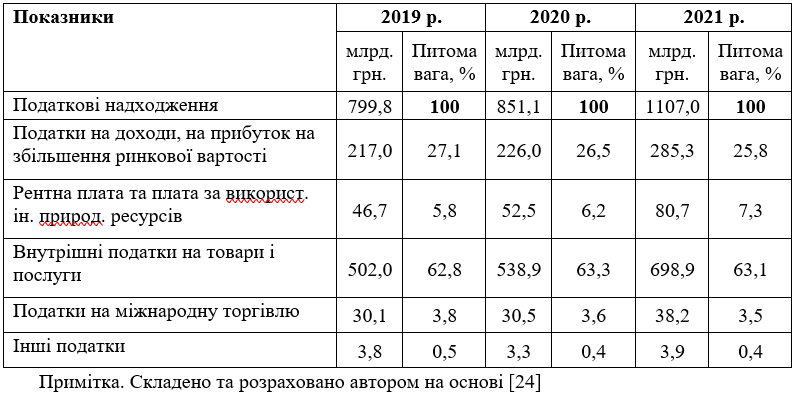 Показники 2019 р. 2020 р. 2021 р.
млрд. грн. Питома вага, % млрд. грн. Питома вага, % млрд. грн. Питома вага, %
Податкові надходження 799,8 100 851,1 100 1107,0 100
Податки на доходи, на прибуток на
збільшення ринкової вартості 217,0 27,1 226,0 26,5 285,3 25,8
Рентна плата та плата за використ.
ін. природ. ресурсів 46,7 5,8 52,5 6,2 80,7 7,3
Внутрішні податки на товари і
послуги 502,0 62,8 538,9 63,3 698,9 63,1
Податки на міжнародну торгівлю 30,1 3,8 30,5 3,6 38,2 3,5
Інші податки 3,8 0,5 3,3 0,4 3,9 0,4
Примітка. Складено та розраховано автором на основі [24]